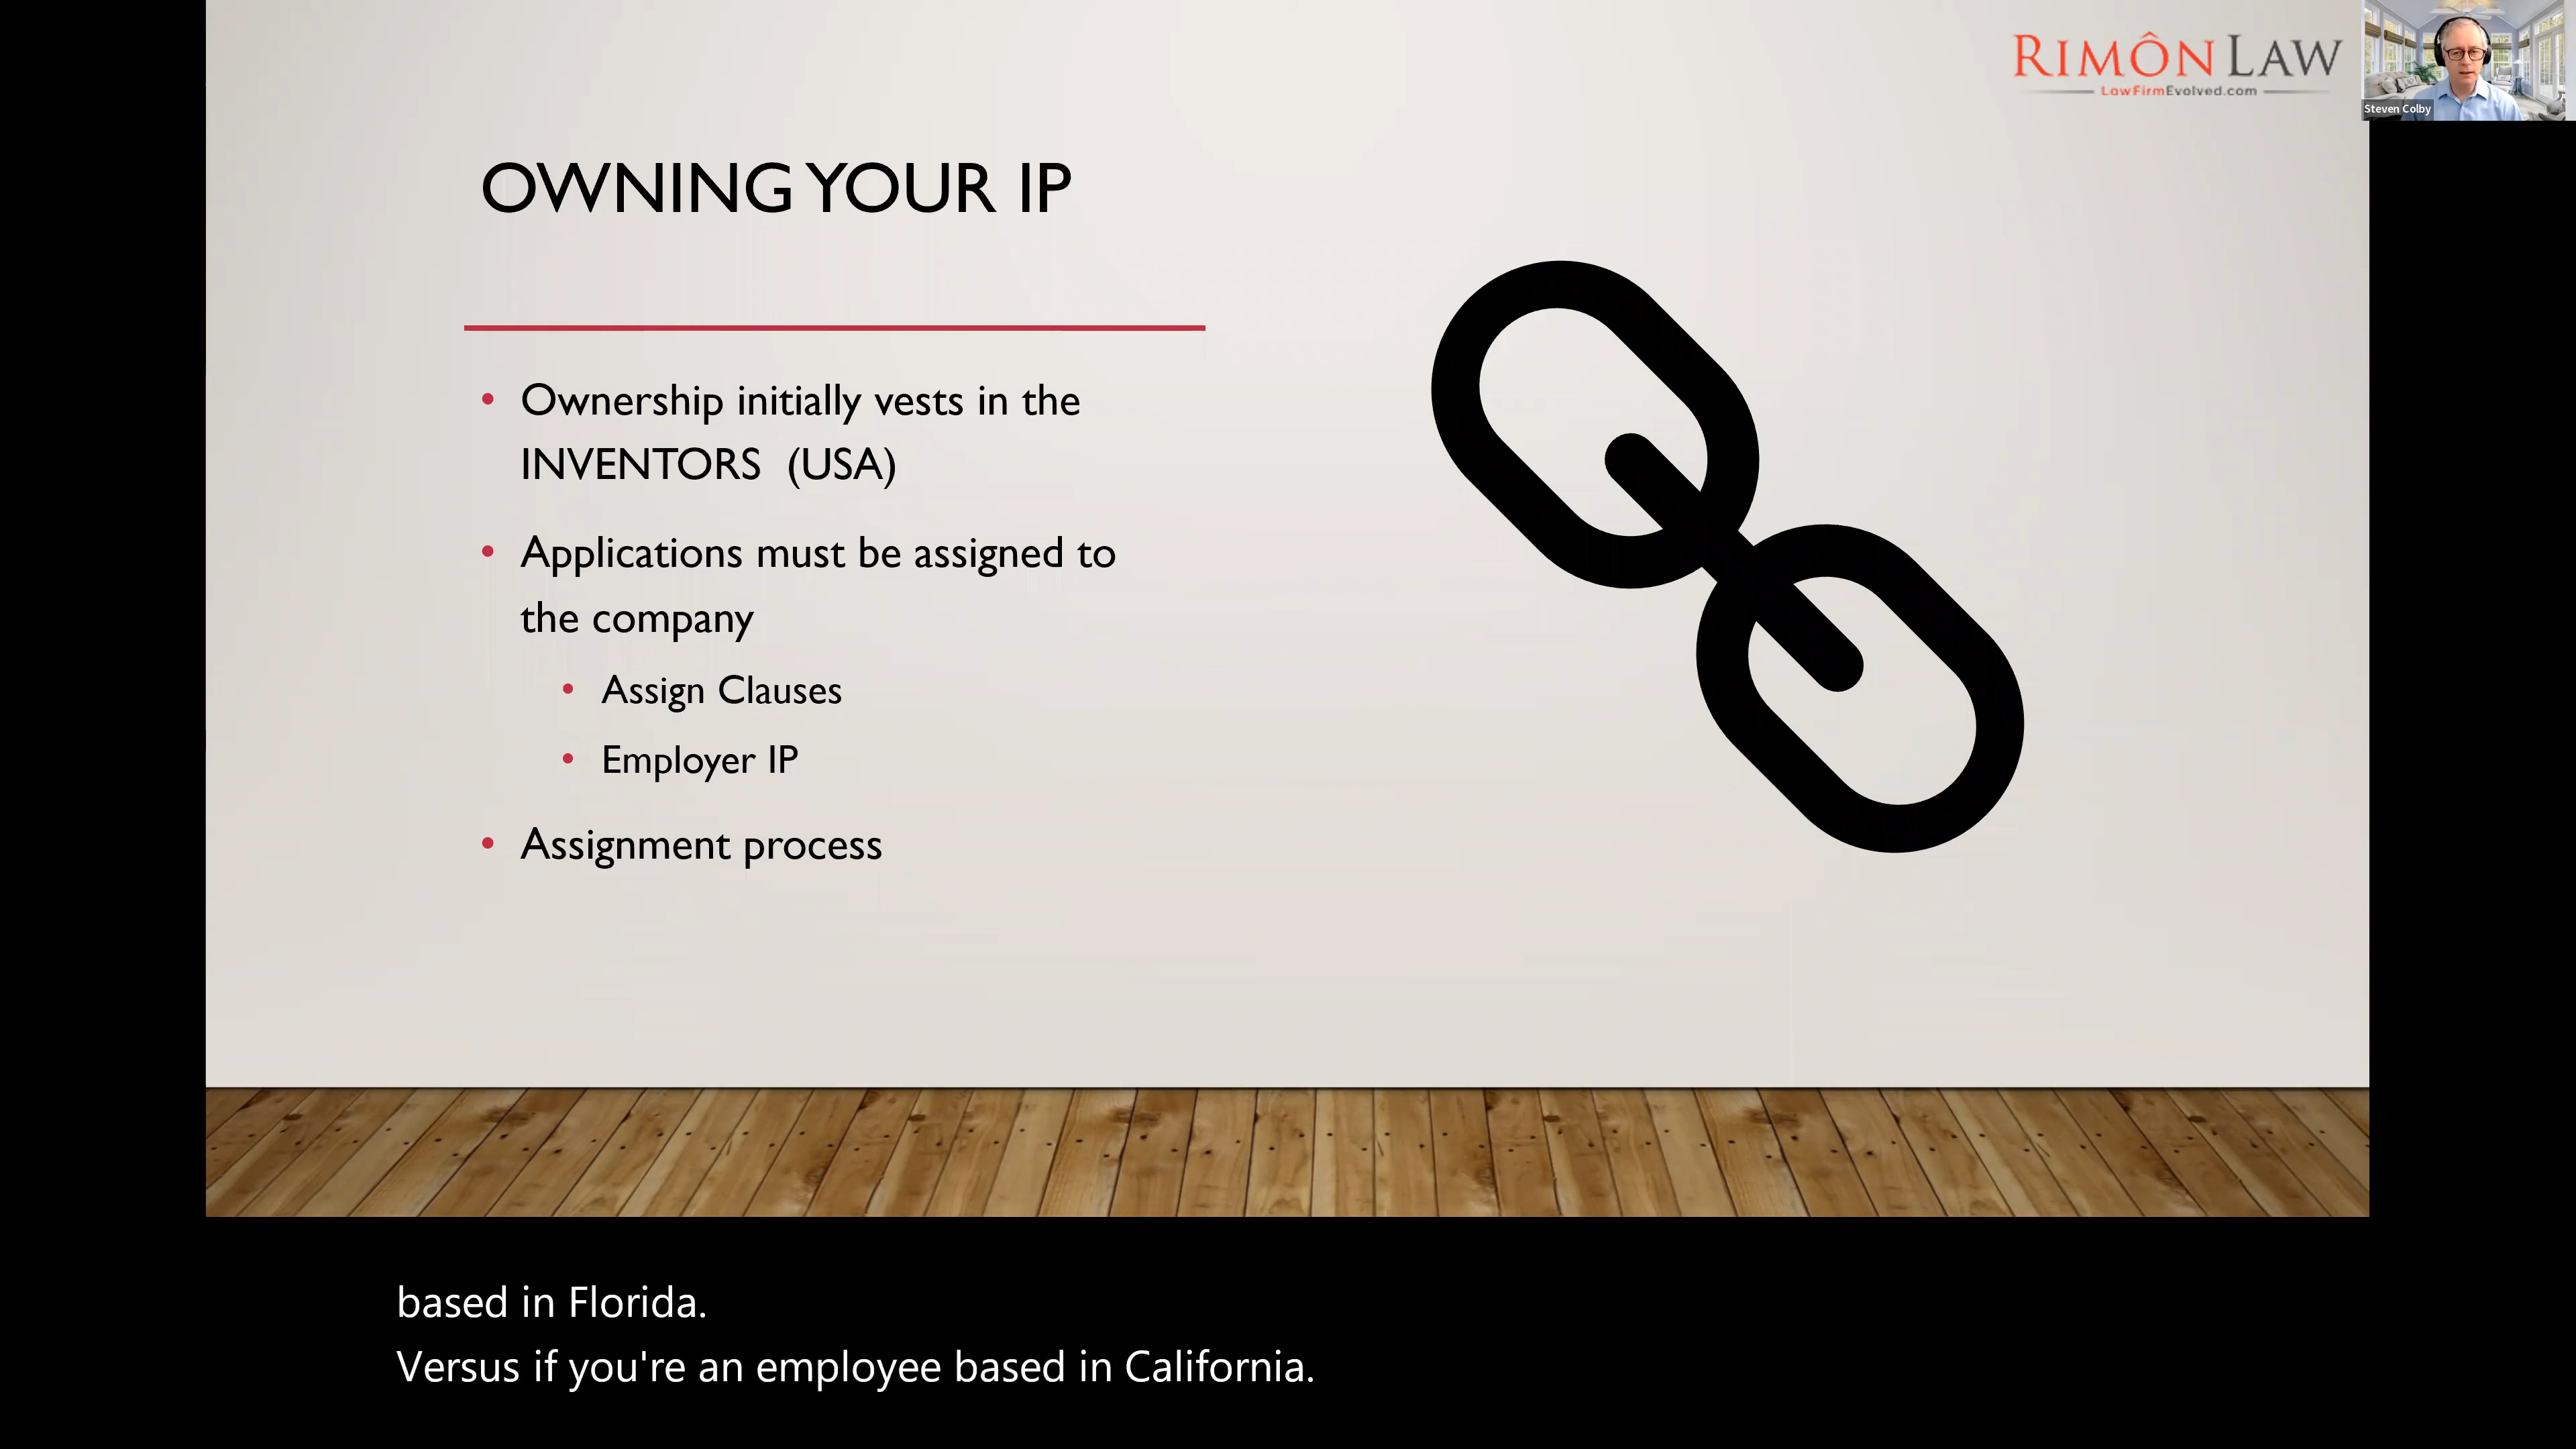 RIMÔN LAW
LawFirmEvolved.com
Steven Colby
OWNING YOUR IP
• Ownership initially vests in the
INVENTORS (USA)
• Applications must be assigned to
the company
• Assign Clauses
• Employer IP
• Assignment process
based in Florida.
Versus if you're an employee based in California.